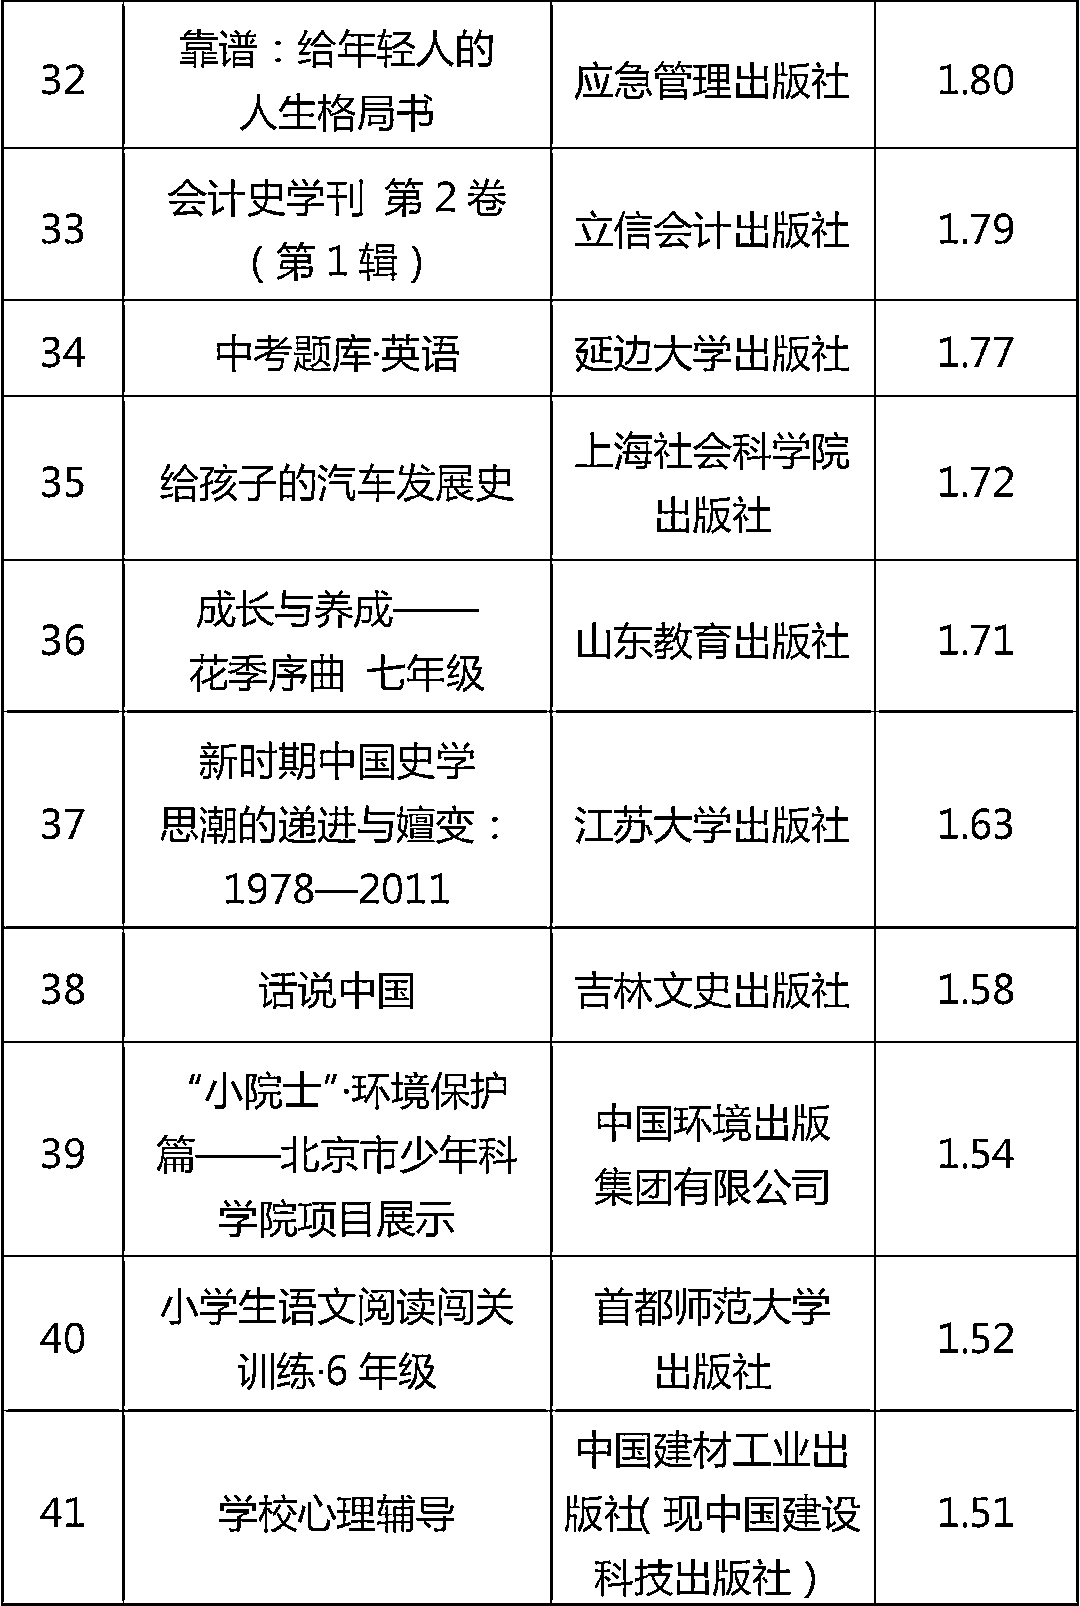 32
靠谱：给年轻人的
人生格局书
应急管理出版社
1.80
33
会计史学刊 第2卷
（第1辑）
立信会计出版社
1.79
34
中考题库·英语
延边大学出版社
1.77
35
给孩子的汽车发展史
上海社会科学院
出版社
1.72
36
成长与养成——
花季序曲 七年级
山东教育出版社
1.71
37
新时期中国史学
思潮的递进与嬗变：
1978—2011
江苏大学出版社
1.63
38
话说中国
吉林文史出版社
1.58
39
“小院士”·环境保护
篇——北京市少年科
学院项目展示
中国环境出版
集团有限公司
1.54
40
小学生语文阅读闯关
训练·6年级
首都师范大学
出版社
1.52
41
学校心理辅导
中国建材工业出
版社（现中国建设
科技出版社）
1.51